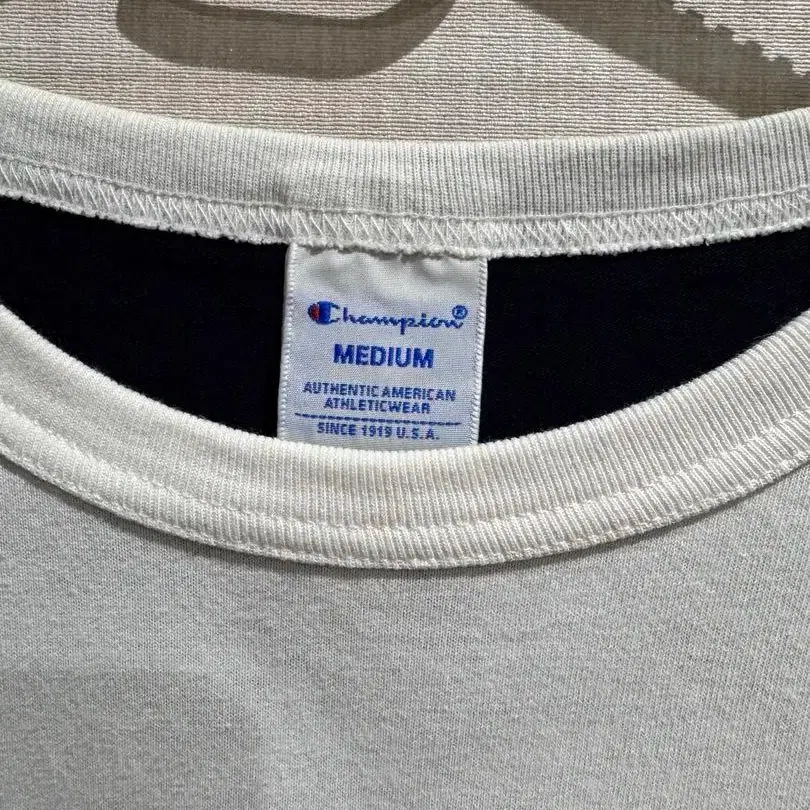 Champion®
MEDIUM
AUTHENTIC AMERICAN
ATHLETICWEAR
SINCE 1919 U.S.A.